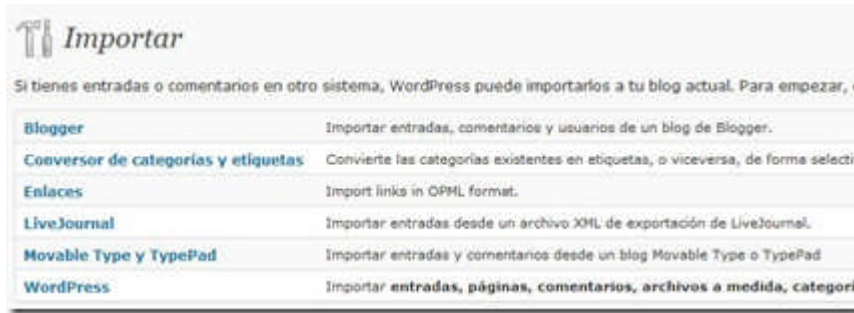 Importar
Si tienes entradas o comentarios en otro sistema, WordPress puede importarlos a tu blog actual. Para empezar,
Blogger Importar entradas, comentarios y usuarios de un blog de Blogger.
Conversor de categorías y etiquetas Convierte las categorías existentes en etiquetas, o viceversa, de forma selecti
Enlaces Import links in OPML format.
LiveJournal Importar entradas desde un archivo XML de exportación de LiveJournal.
Movable Type y TypePad Importar entradas y comentarios desde un blog Movable Type o TypePad
WordPress Importar entradas, páginas, comentarios, archivos a medida, categorí